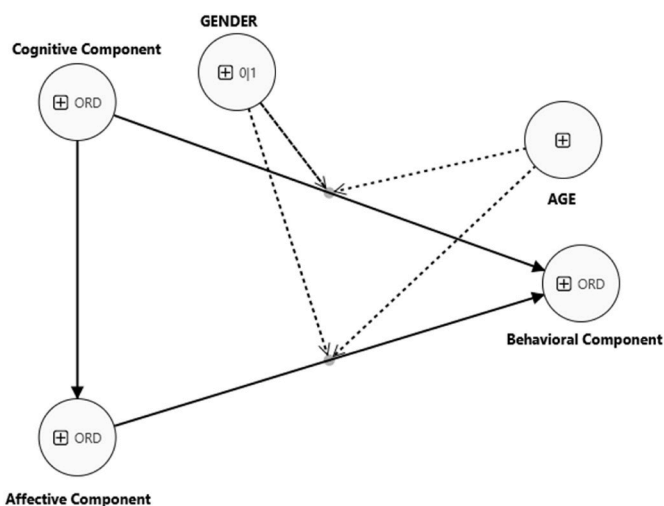 GENDER
Cognitive Component
0|1
ORD
AGE
ORD
Behavioral Component
ORD
Affective Component